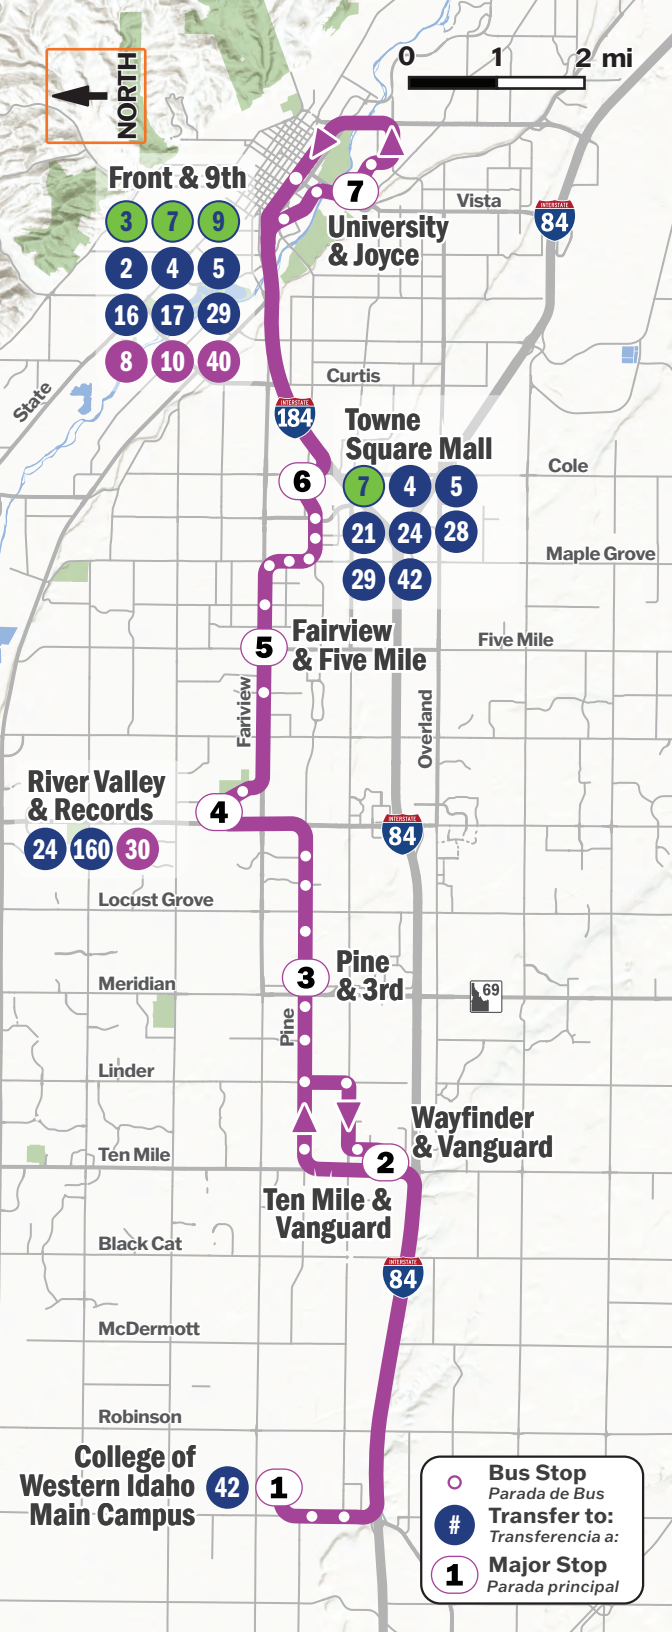 0 1 2 mi
NORTH
Front & 9th
3 7 9
2 4 5
16 17 29
8 10 40
7
University
& Joyce
Vista
INTERSTATE
84
State
Curtis
INTERSTATE
184
Towne
Square Mall
7 4 5
21 24 28
29 42
6
Cole
Maple Grove
5
Fairview
& Five Mile
Five Mile
Fariview
Overland
River Valley
& Records
24 160 30
4
INTERSTATE
84
Locust Grove
3
Pine
& 3rd
Meridian
69
Pine
Linder
Wayfinder
& Vanguard
2
Ten Mile
Ten Mile &
Vanguard
Black Cat
INTERSTATE
84
McDermott
Robinson
College of
Western Idaho
Main Campus
42
1
Bus Stop
Parada de Bus
# Transfer to:
Transferencia a:
1 Major Stop
Parada principal